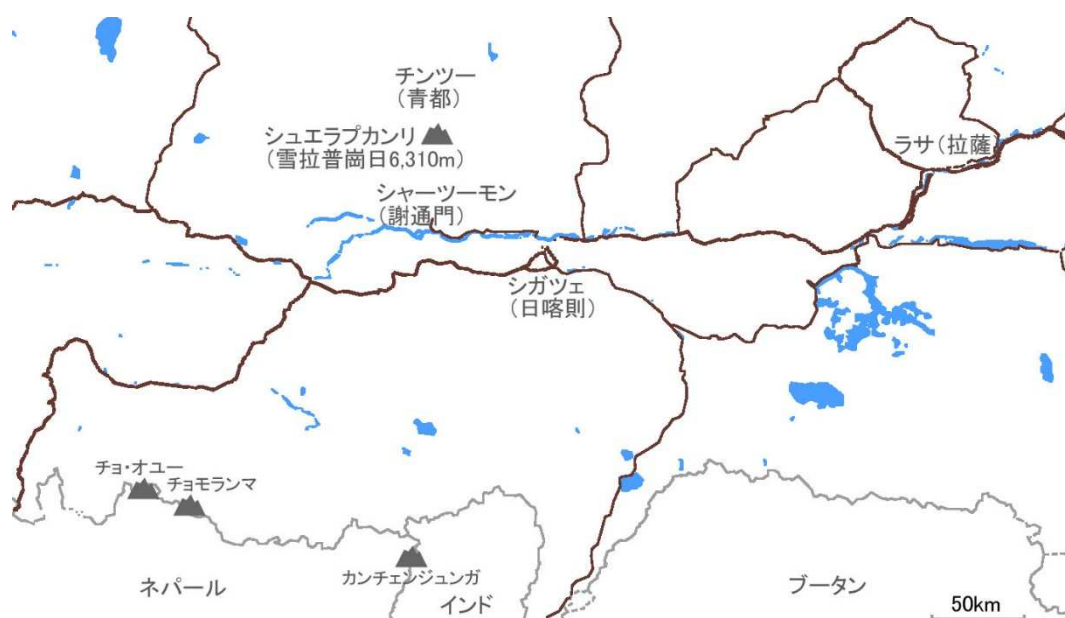 チンツー
（青都）
シュエラプカンリ
（雪拉普崗日6,310m）
ラサ（拉薩）
シャーツーモン
（謝通門）
シガツェ
（日喀則）
チョ・オユー
チョモランマ
カンチェンジュンガ
ネパール
インド
ブータン
50km